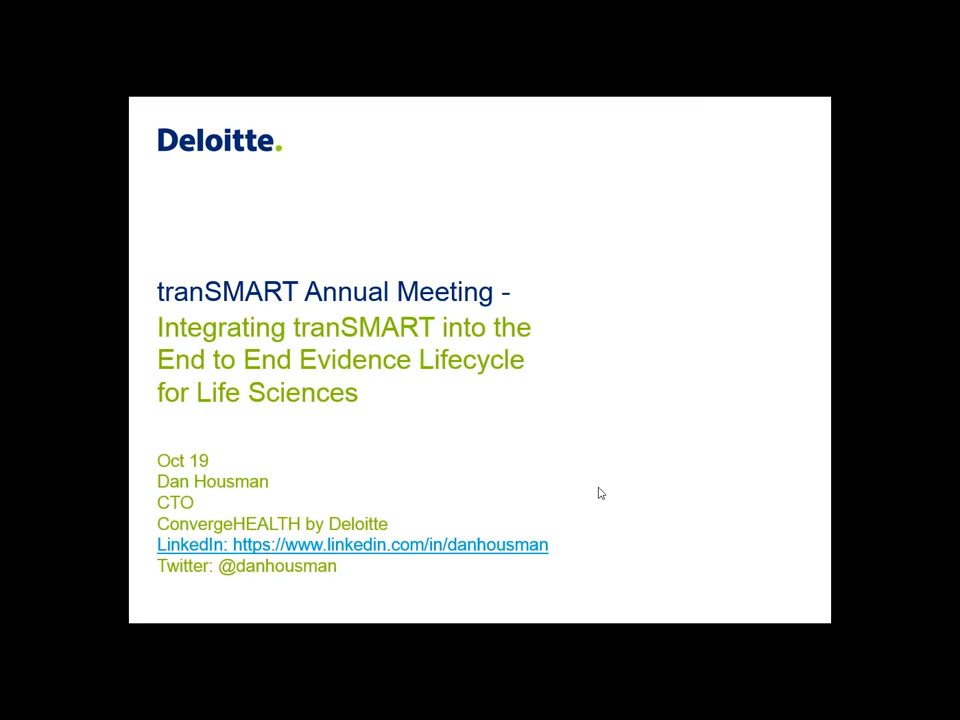 Deloitte.
tranSMART Annual Meeting -
Integrating tranSMART into the
End to End Evidence Lifecycle
for Life Sciences
Oct 19
Dan Housman
CTO
ConvergeHEALTH by Deloitte
LinkedIn: https://www.linkedin.com/in/danhousman
Twitter: @danhousman